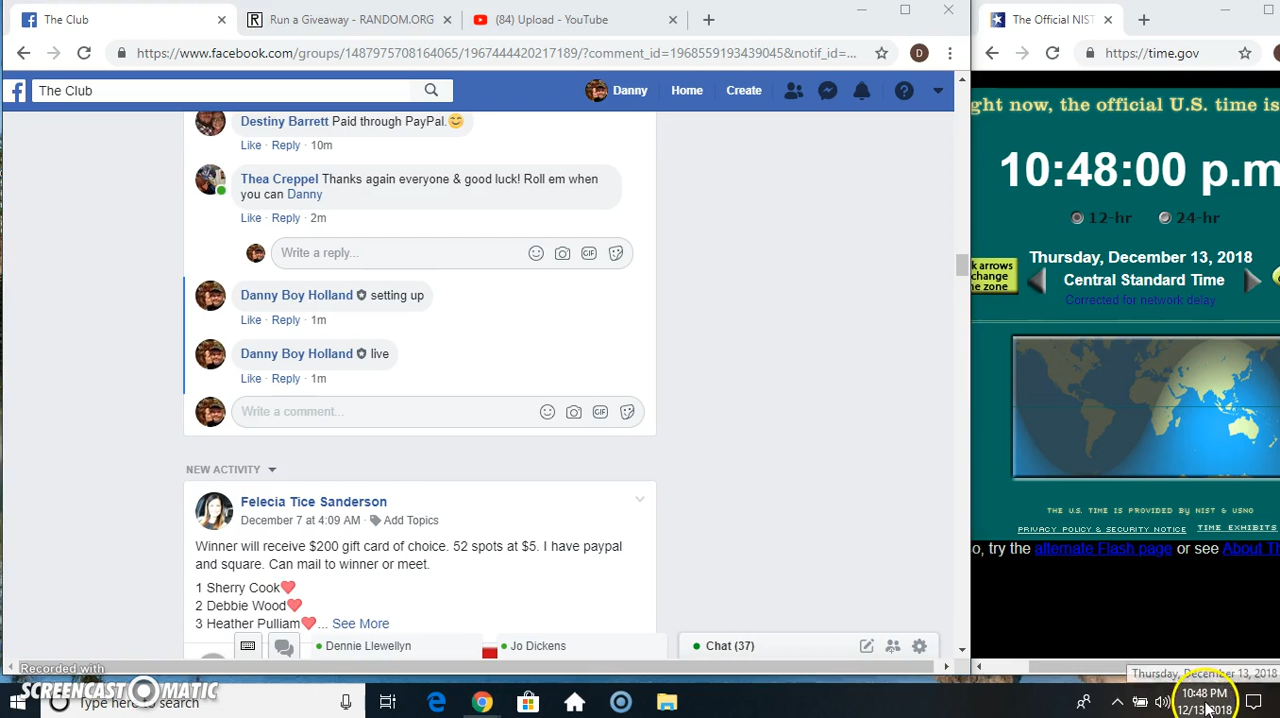 The Club
Run a Giveaway - RANDOM.ORG
(84) Upload - YouTube
The Official NIST
https://www.facebook.com/groups/1487975708164065/1967444420217189/?comment_id=1968559193439045&notif_id=...
D
https://time.gov
The Club
Danny
Home
Create
Destiny Barrett Paid through PayPal.😊
Like · Reply · 10m
Thea Creppel Thanks again everyone & good luck! Roll em when
you can Danny
Like · Reply · 2m
Write a reply...
GIF
Danny Boy Holland setting up
Like · Reply · 1m
Danny Boy Holland live
Like · Reply · 1m
Write a comment...
GIF
NEW ACTIVITY
Felecia Tice Sanderson
December 7 at 4:09 AM · Add Topics
Winner will receive $200 gift card of choice. 52 spots at $5. I have paypal
and square. Can mail to winner or meet.
1 Sherry Cook❤
2 Debbie Wood❤
3 Heather Pulliam❤... See More
Dennie Llewellyn
Jo Dickens
Chat (37)
ght now, the official U.S. time is
10:48:00 p.m
12-hr
24-hr
Thursday, December 13, 2018
Central Standard Time
k arrows
change
ne zone
Corrected for network delay
THE U.S. TIME IS PROVIDED BY NIST & USNO
PRIVACY POLICY & SECURITY NOTICE
TIME EXHIBITS
o, try the alternate Flash page or see About T
Recorded with
SCREENCAST-O-MATIC
Type here to search
Thursday, December 13, 2018
10:48 PM
12/13/2018